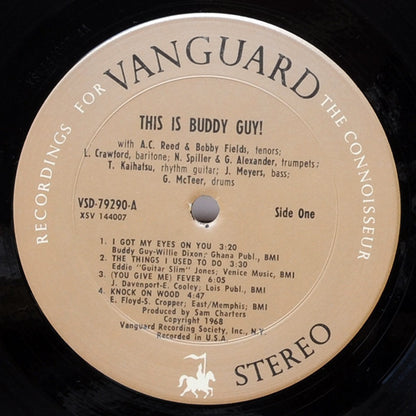 RECORDINGS FOR VANGUARD THE CONNOISSEUR
THIS IS BUDDY GUY!
with A.C. Reed & Bobby Fields, tenors;
L. Crawford, baritone; N. Spiller & G. Alexander, trumpets;
T. Kaihatsu, rhythm guitar; J. Meyers, bass;
G. McTeer, drums
VSD-79290-A
XSV 144007
Side One
1. I GOT MY EYES ON YOU 3:20
Buddy Guy-Willie Dixon; Ghana Publ., BMI
2. THE THINGS I USED TO DO 3:30
Eddie "Guitar Slim" Jones; Venice Music, BMI
3. (YOU GIVE ME) FEVER 6:05
J. Davenport-E. Cooley; Lois Publ., BMI
4. KNOCK ON WOOD 4:47
E. Floyd-S. Cropper; East/Memphis; BMI
Produced by Sam Charters
Copyright 1968
Vanguard Recording Society, Inc., N.Y.
Recorded in U.S.A.
STEREO